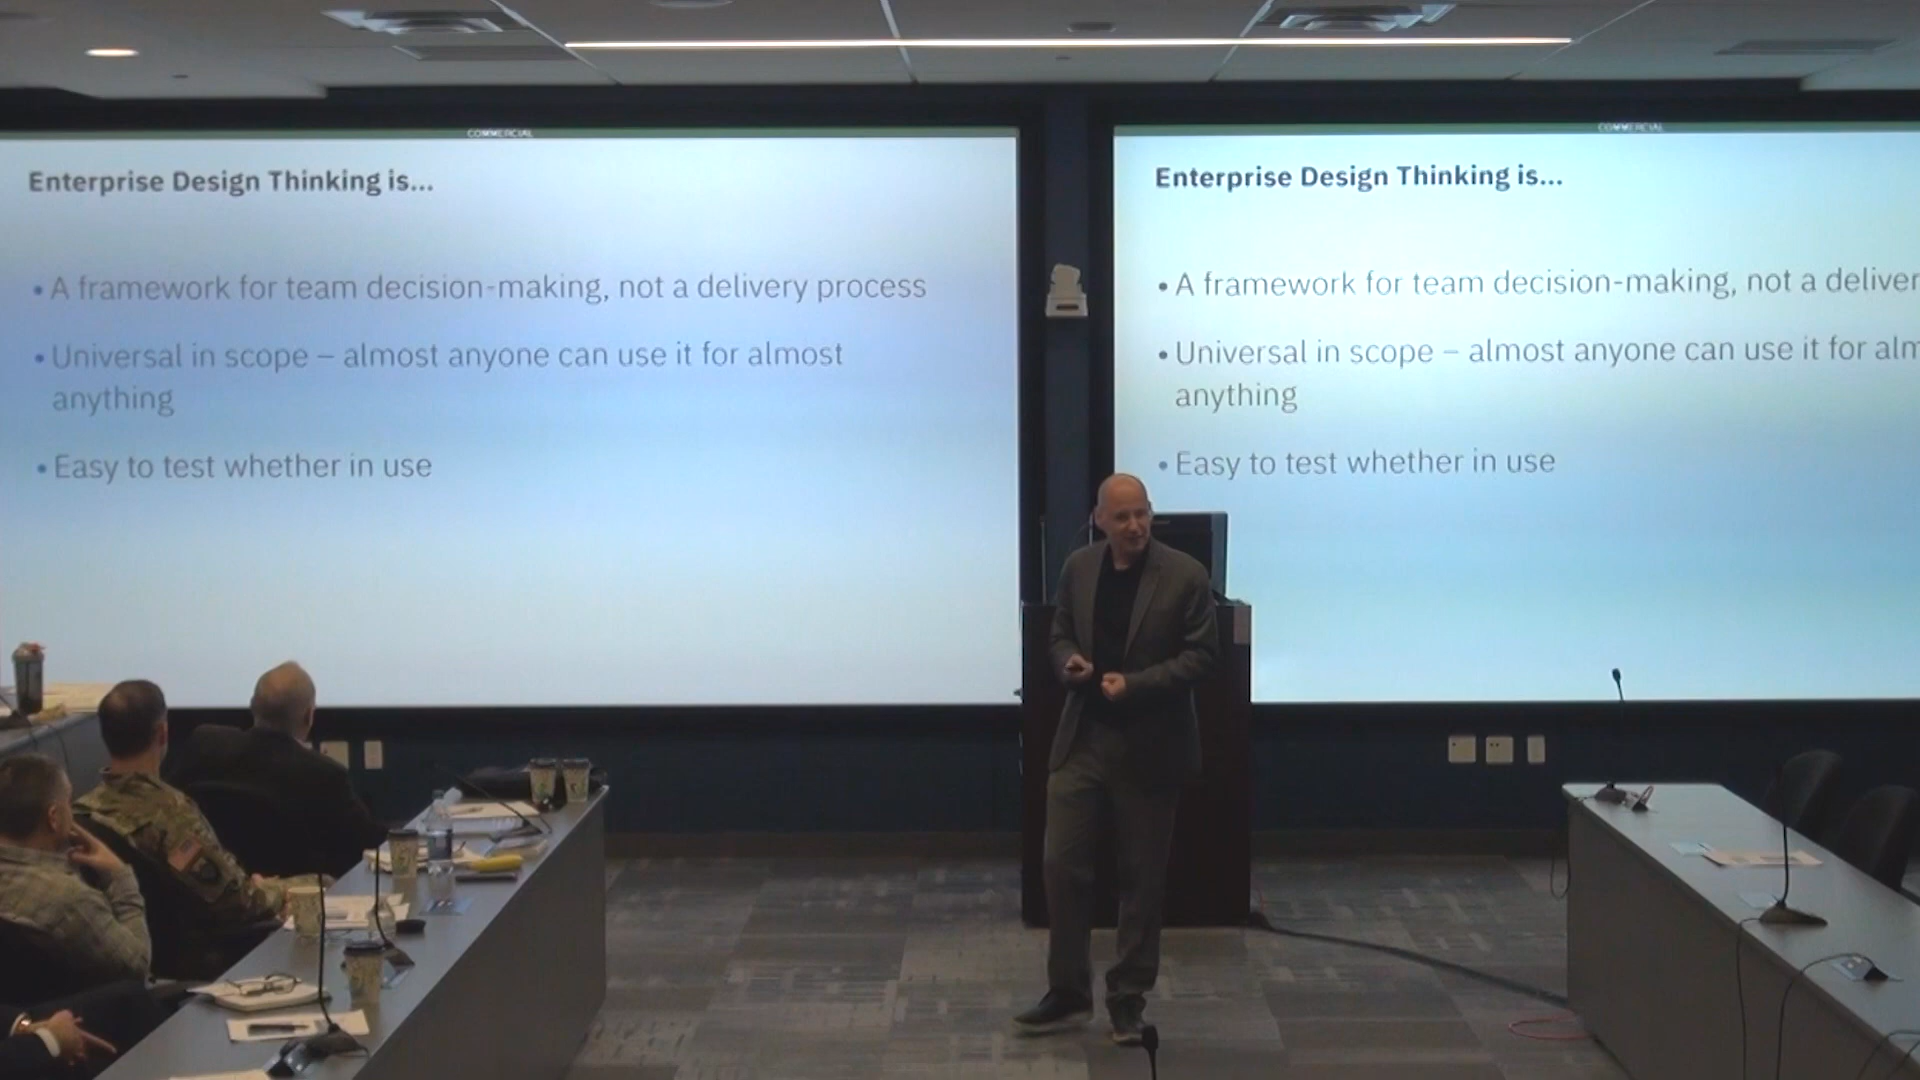 COMMERCIAL
Enterprise Design Thinking is...
• A framework for team decision-making, not a delivery process
• Universal in scope – almost anyone can use it for almost
anything
• Easy to test whether in use
COMMERCIAL
Enterprise Design Thinking is...
• A framework for team decision-making, not a deliver
• Universal in scope – almost anyone can use it for alm
anything
• Easy to test whether in use